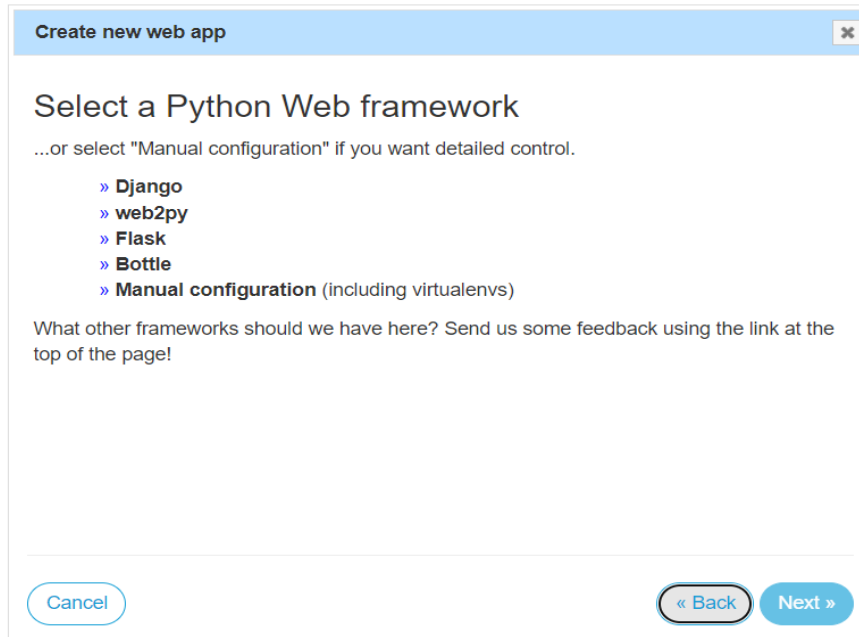 Create new web app
Select a Python Web framework
...or select "Manual configuration" if you want detailed control.
» Django
» web2py
» Flask
» Bottle
» Manual configuration (including virtualenvs)
What other frameworks should we have here? Send us some feedback using the link at the
top of the page!
Cancel
« Back
Next »